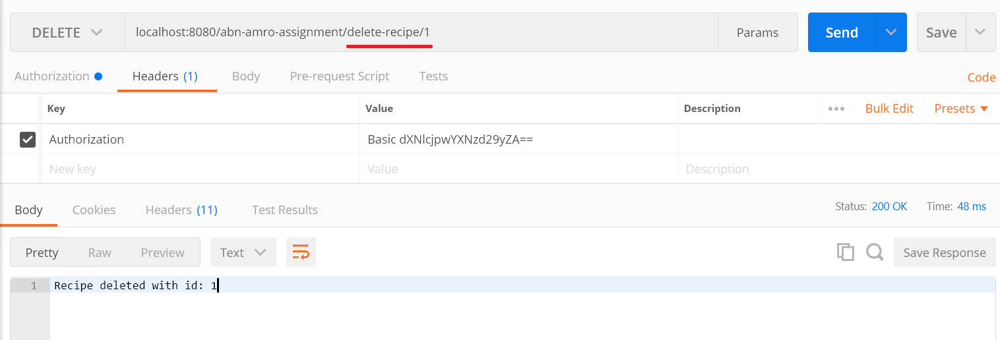 DELETE localhost:8080/abn-amro-assignment/delete-recipe/1 Params Send Save
Authorization Headers (1) Body Pre-request Script Tests Code
Key Value Description ••• Bulk Edit Presets
Authorization Basic dXNlcjpwYXNzd29yZA==
New key Value Description
Body Cookies Headers (11) Test Results Status: 200 OK Time: 48 ms
Pretty Raw Preview Text Save Response
1 Recipe deleted with id: 1